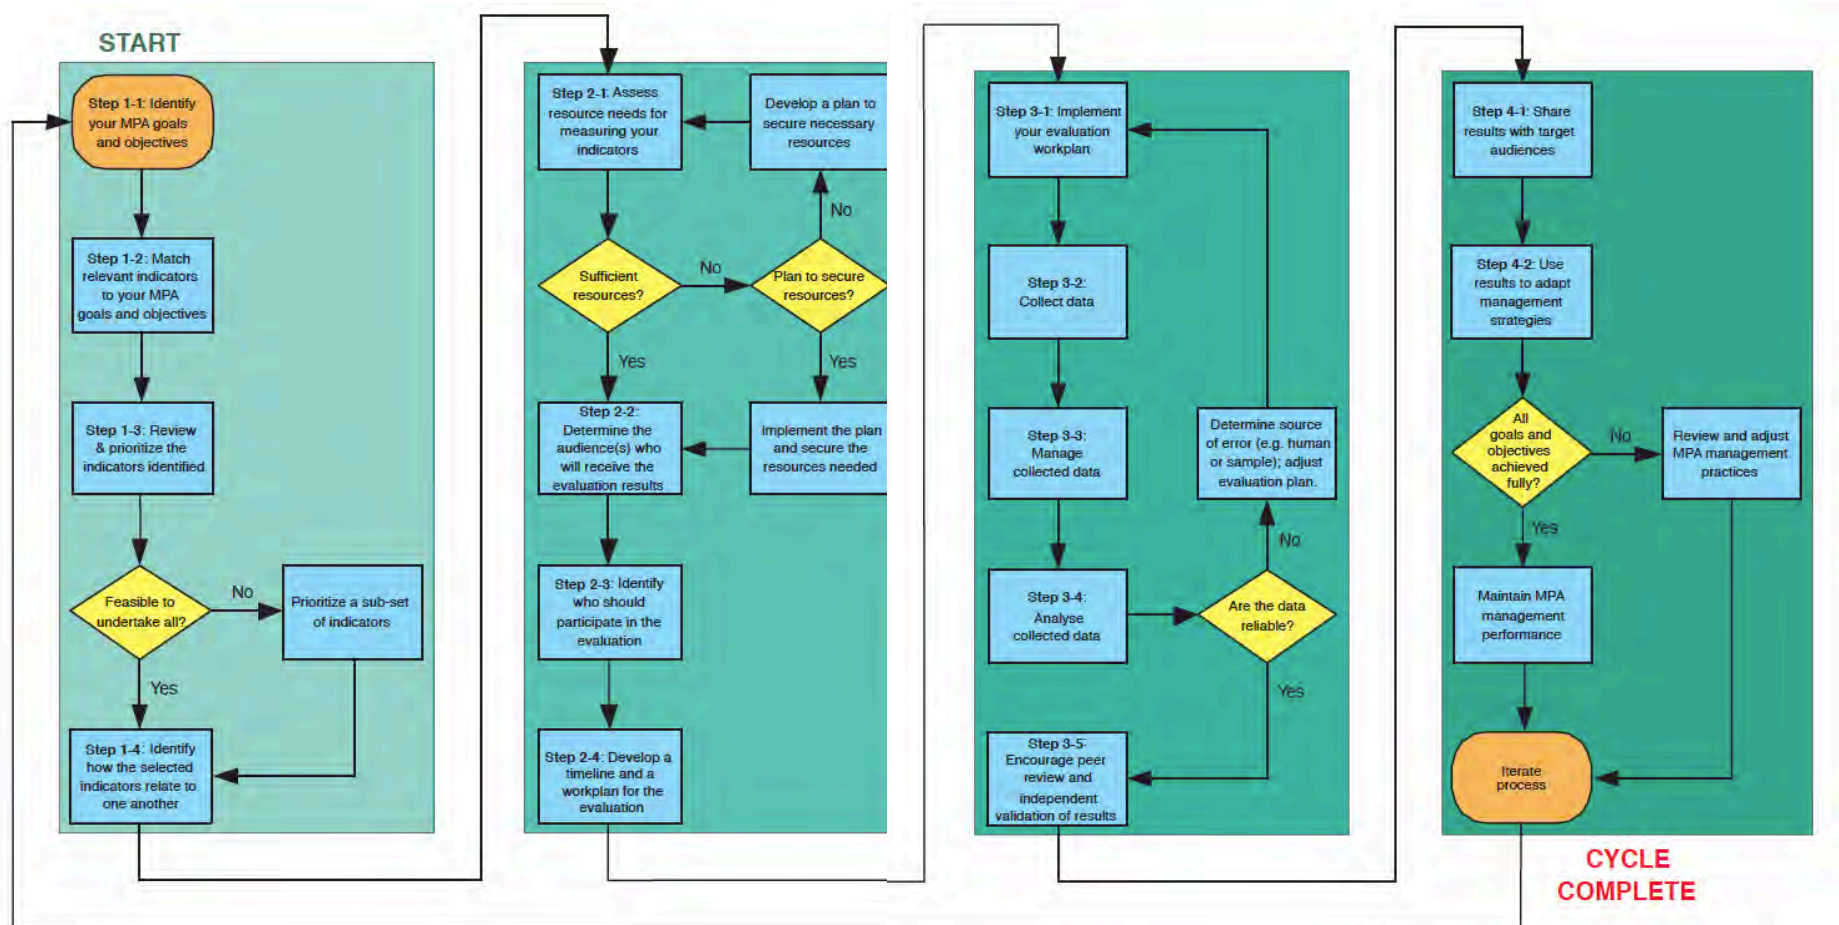 START
Step 1-1: Identify
your MPA goals
and objectives
Step 1-2: Match
relevant indicators
to your MPA
goals and objectives
Step 1-3: Review
& prioritize the
indicators identified
Feasible to
undertake all?
No
Prioritize a sub-set
of indicators
Yes
Step 1-4: Identify
how the selected
indicators relate to
one another
Step 2-1: Assess
resource needs for
measuring your
indicators
Develop a plan to
secure necessary
resources
No
Sufficient
resources?
No
Plan to secure
resources?
Yes
Yes
Step 2-2:
Determine the
audience(s) who
will receive the
evaluation results
Implement the plan
and secure the
resources needed
Step 2-3: Identify
who should
participate in the
evaluation
Step 2-4: Develop a
timeline and a
workplan for the
evaluation
Step 3-1: Implement
your evaluation
workplan
Step 3-2:
Collect data
Step 3-3:
Manage
collected data
Determine source
of error (e.g. human
or sample); adjust
evaluation plan.
No
Step 3-4:
Analyse
collected data
Are the data
reliable?
Yes
Step 3-5:
Encourage peer
review and
independent
validation of results
Step 4-1: Share
results with target
audiences
Step 4-2: Use
results to adapt
management
strategies
All
goals and
objectives
achieved
fully?
No
Review and adjust
MPA management
practices
Yes
Maintain MPA
management
performance
Iterate
process
CYCLE
COMPLETE